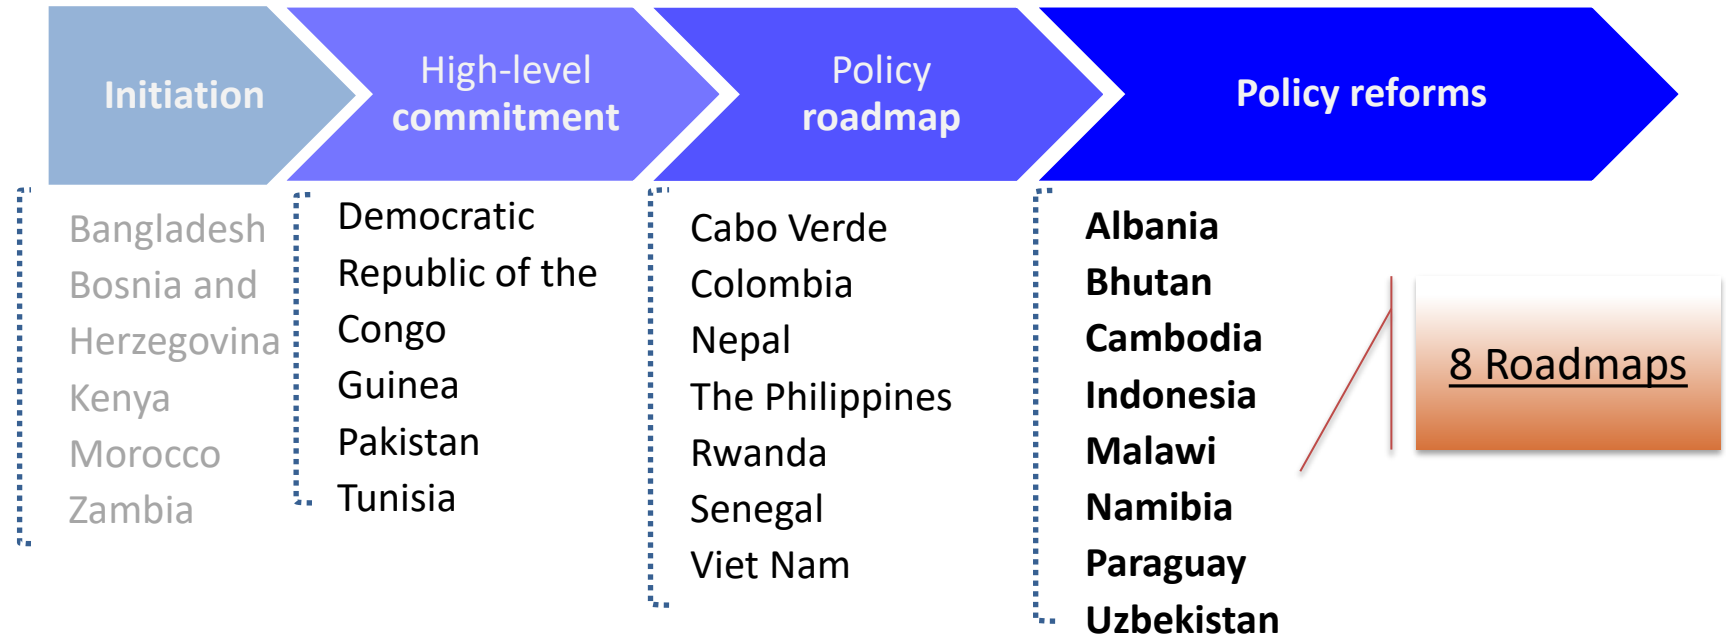 Initiation
High-level
commitment
Policy
roadmap
Policy reforms
Bangladesh
Bosnia and
Herzegovina
Kenya
Morocco
Zambia
Democratic
Republic of the
Congo
Guinea
Pakistan
Tunisia
Cabo Verde
Colombia
Nepal
The Philippines
Rwanda
Senegal
Viet Nam
Albania
Bhutan
Cambodia
Indonesia
Malawi
Namibia
Paraguay
Uzbekistan
8 Roadmaps